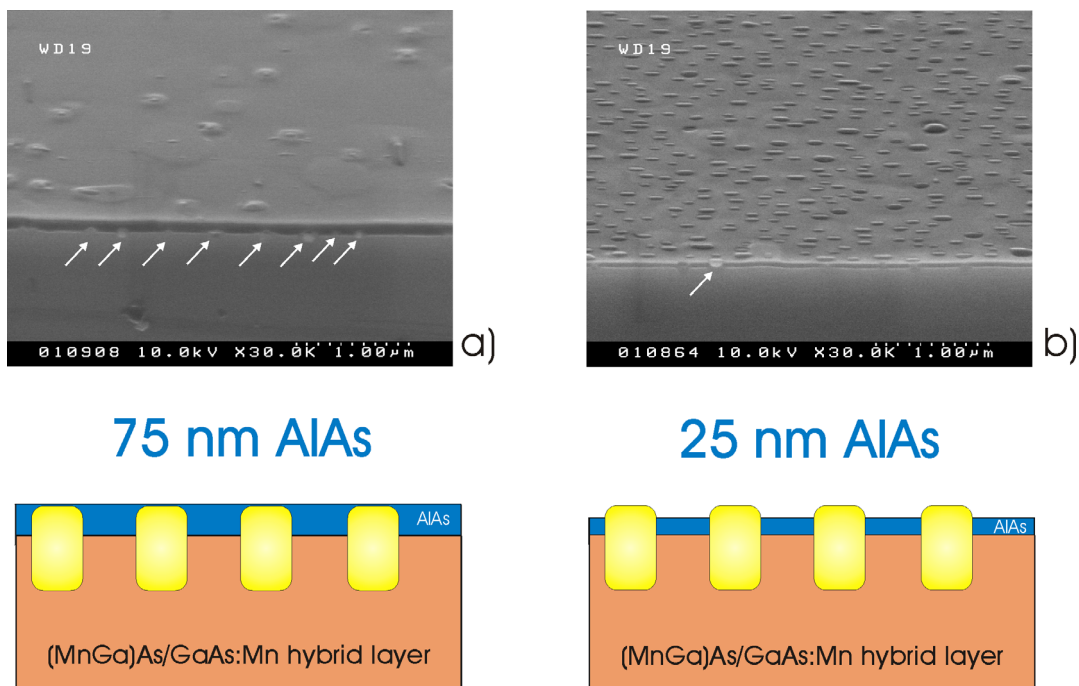 WD19
010908 10.0kV X30.0K 1.00µm
a)
WD19
010864 10.0kV X30.0K 1.00µm
b)
75 nm AlAs
25 nm AlAs
AlAs
(MnGa)As/GaAs:Mn hybrid layer
AlAs
(MnGa)As/GaAs:Mn hybrid layer